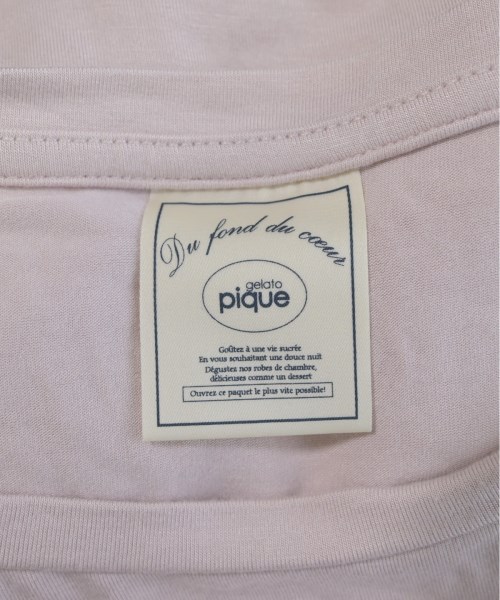 Du fond du cœur
gelato
pique
Goûtez à une vie sucrée
En vous souhaitant une douce nuit
Dégustez nos robes de chambre,
délicieuses comme un dessert
Ouvrez ce paquet le plus vite possible!